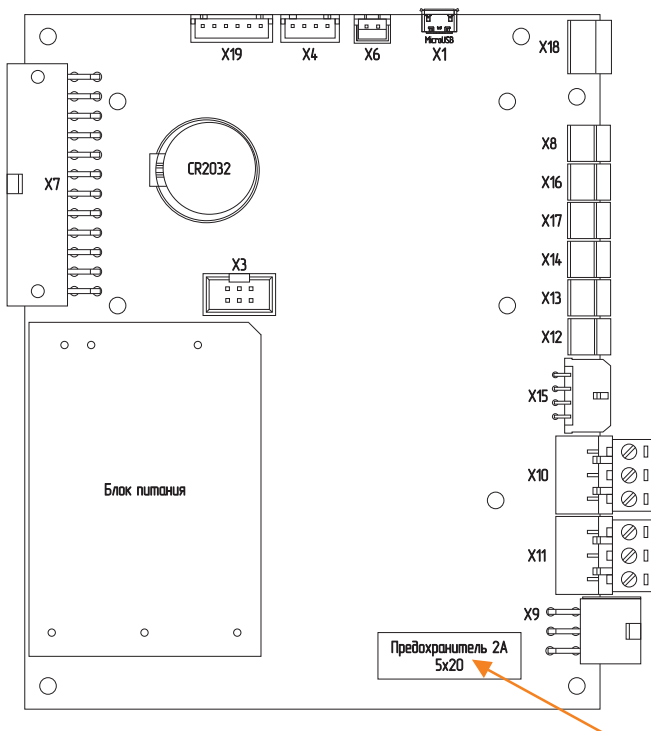 X19
X4
X6
MicroUSB
X1
X18
X7
CR2032
X8
X16
X17
X14
X13
X12
X3
X15
Блок питания
X10
X11
X9
Предохранитель 2А
5x20